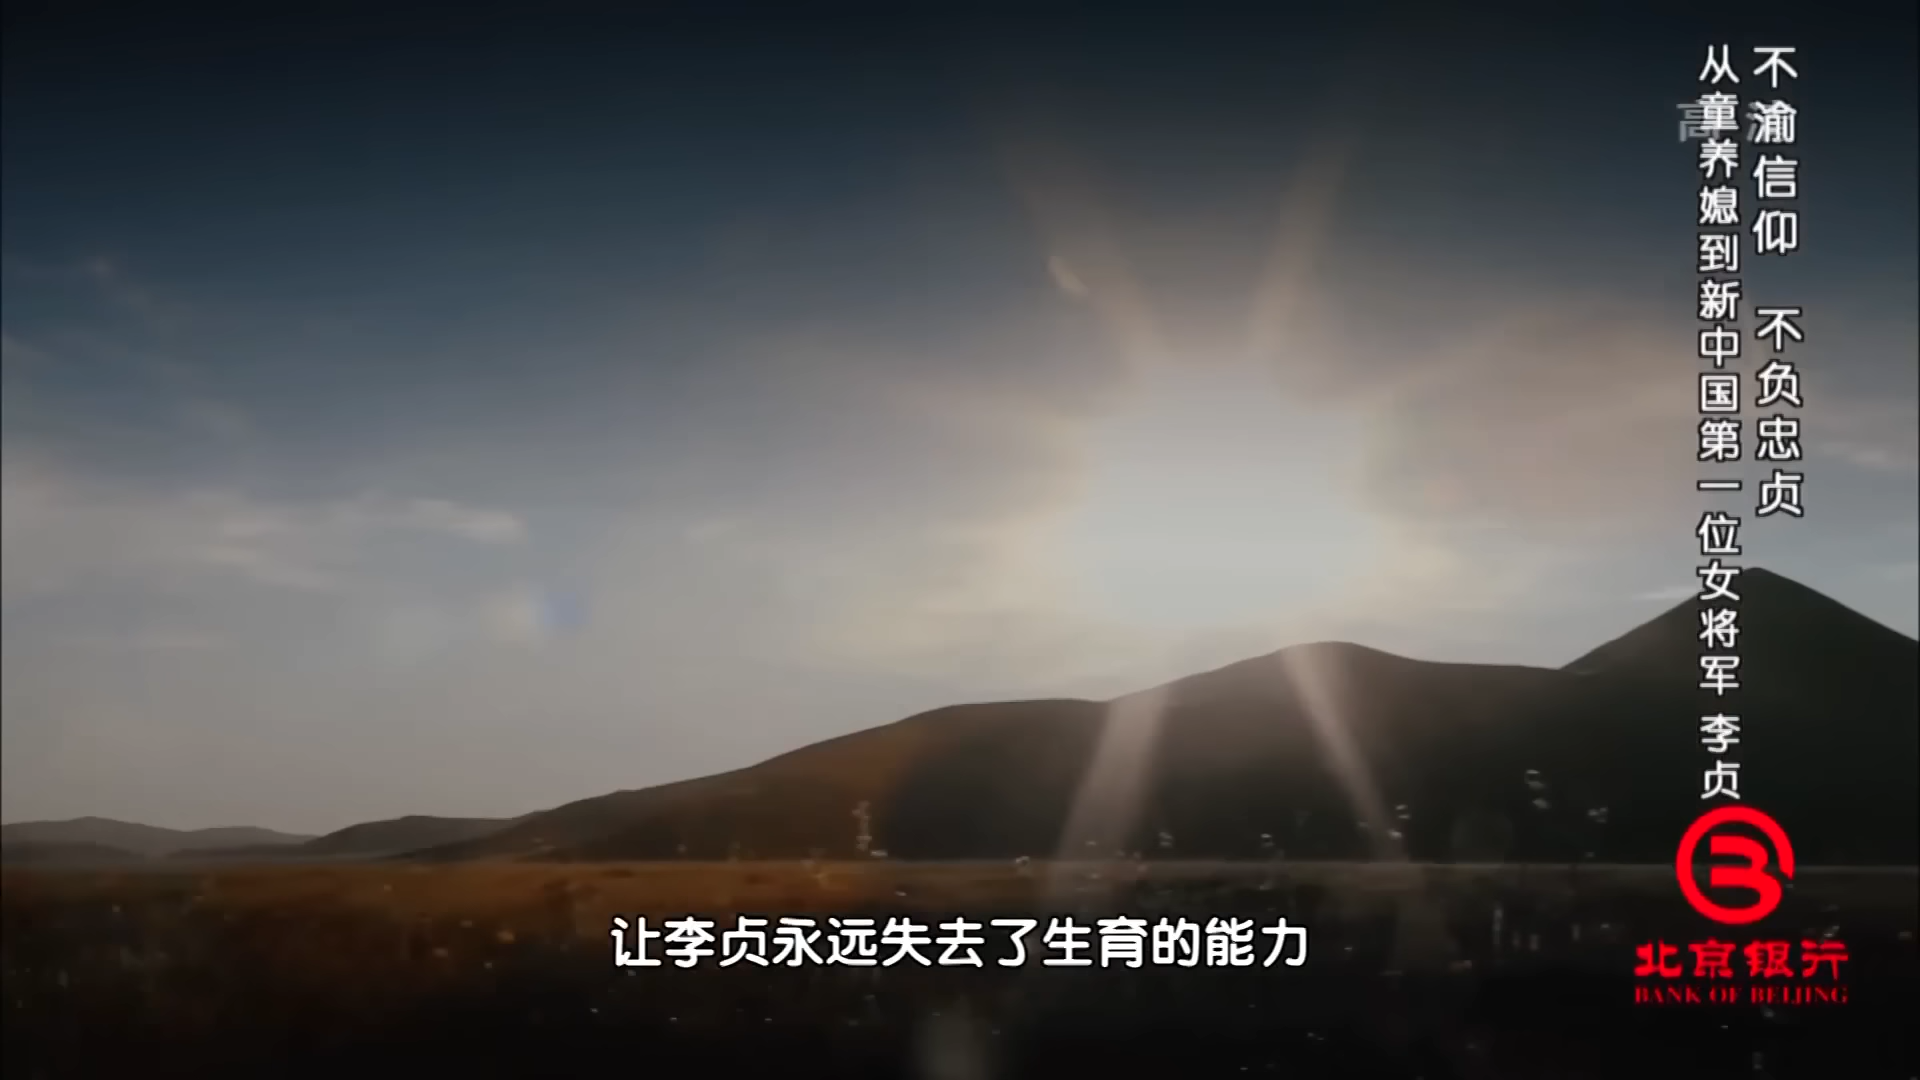 不渝信仰 不负忠贞
从童养媳到新中国第一位女将军 李贞
高清
让李贞永远失去了生育的能力
北京银行
BANK OF BEIJING